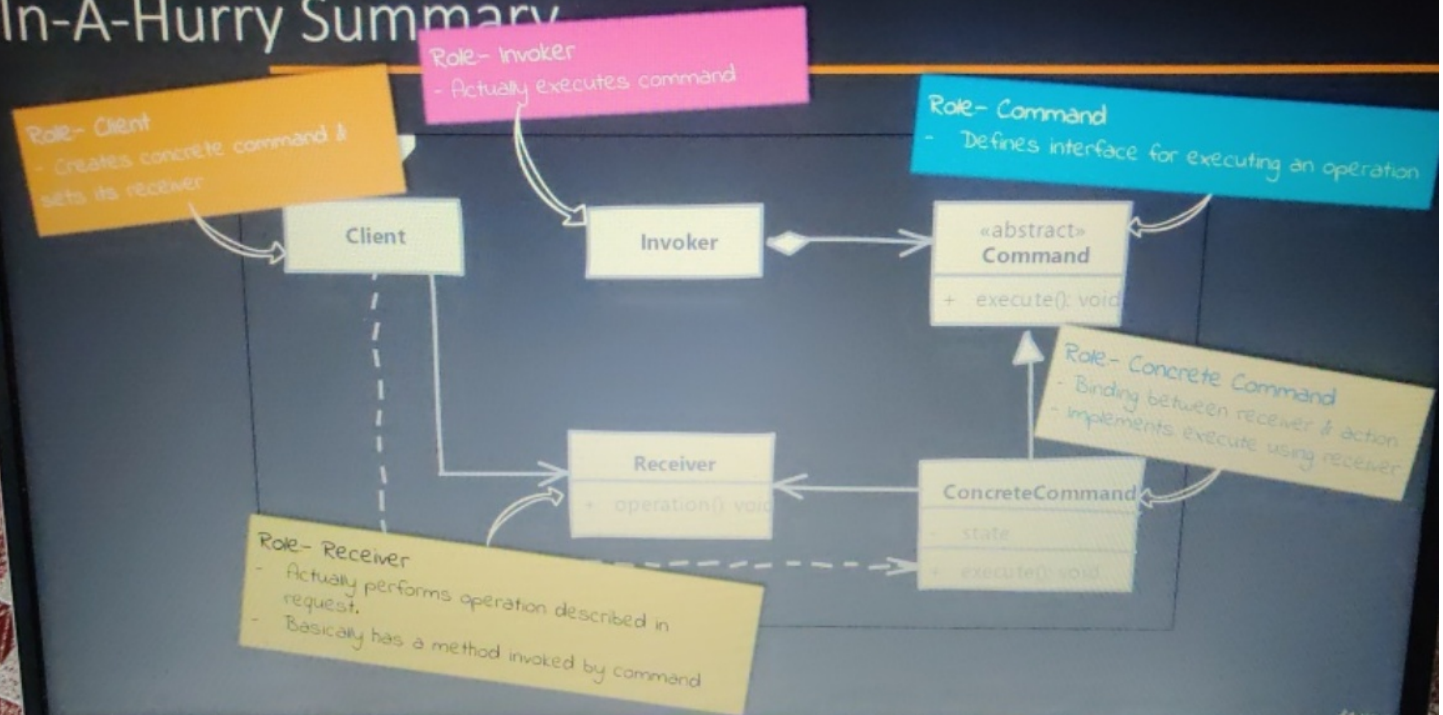 In-A-Hurry Summary
Role- Invoker
- Actually executes command
Role- Client
- Creates concrete command &
sets its receiver
Role- Command
- Defines interface for executing an operation
Client
Invoker
«abstract»
Command
+ execute(): void
Role- Concrete Command
- Binding between receiver & action
- Implements execute using receiver
Receiver
+ operation() void
ConcreteCommand
- state
+ execute(): void
Role- Receiver
- Actually performs operation described in
request.
- Basically has a method invoked by command